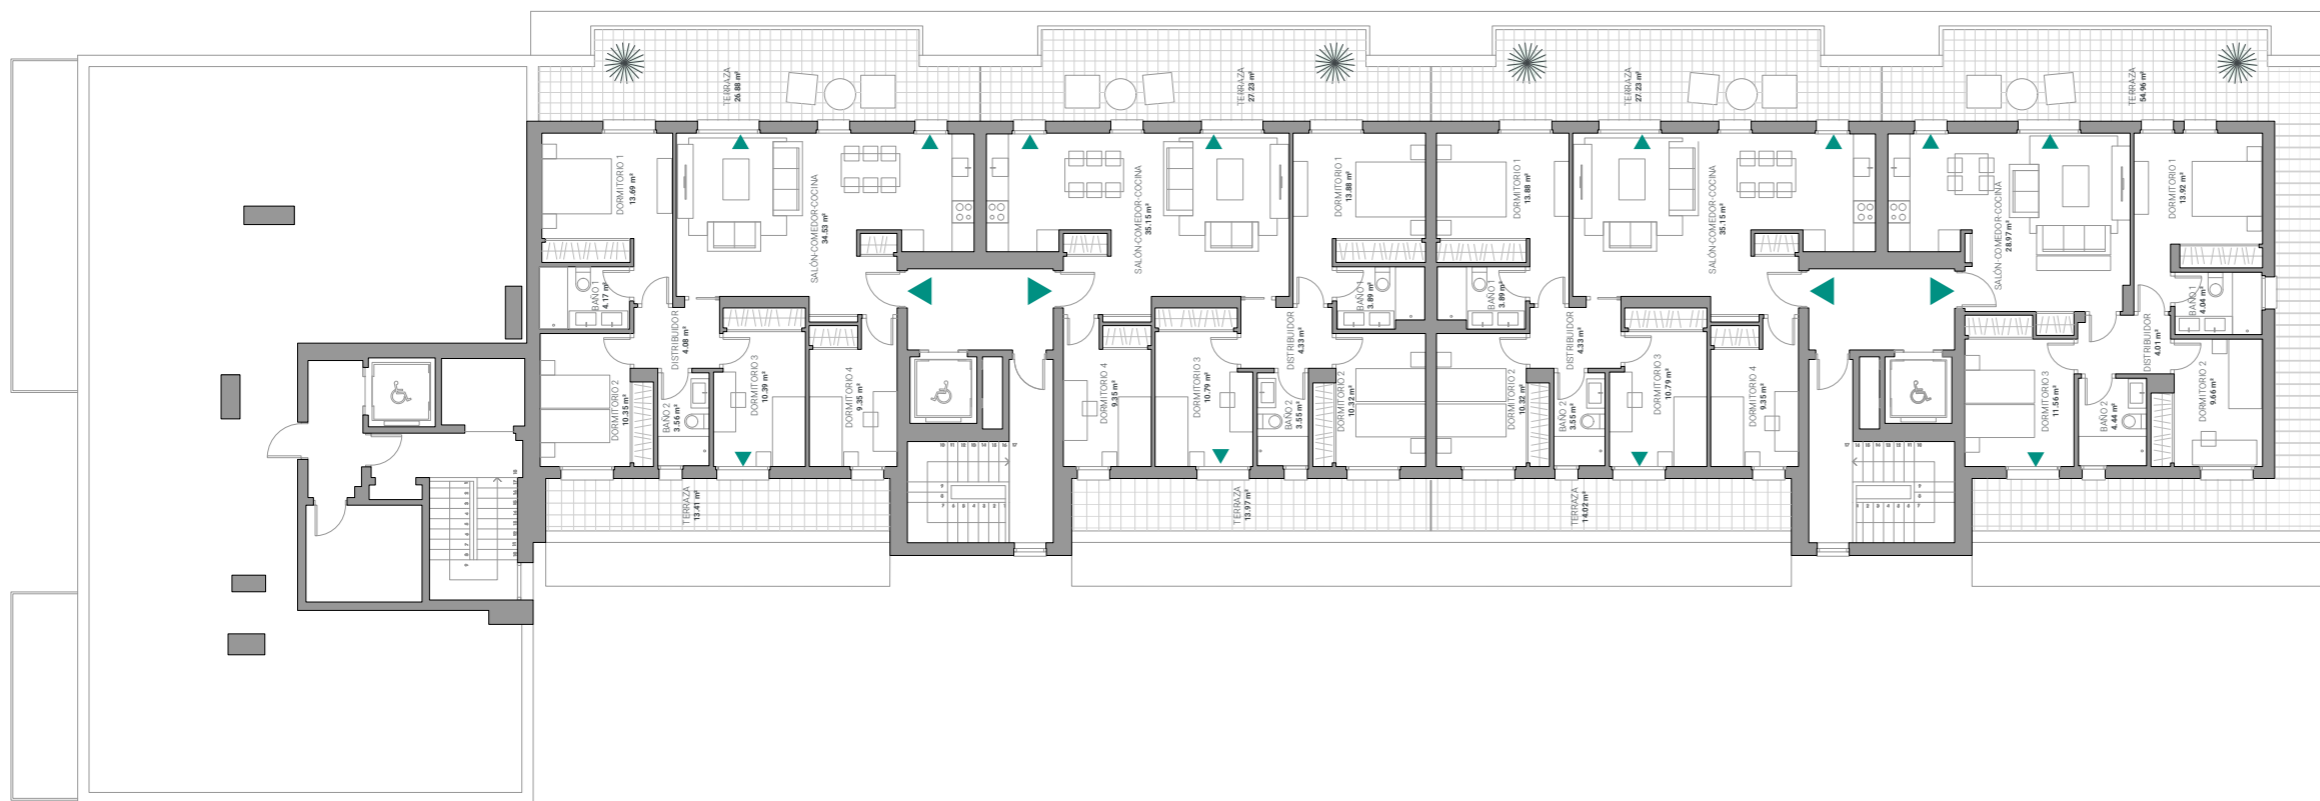 TERRAZA
26.88 m²
TERRAZA
27.23 m²
TERRAZA
27.23 m²
TERRAZA
54.96 m²
DORMITORIO 1
13.69 m²
SALÓN-COMEDOR-COCINA
34.53 m²
SALÓN-COMEDOR-COCINA
35.15 m²
DORMITORIO 1
13.88 m²
DORMITORIO 1
13.88 m²
SALÓN-COMEDOR-COCINA
35.15 m²
SALÓN-COMEDOR-COCINA
28.97 m²
DORMITORIO 1
13.92 m²
BAÑO 1
4.17 m²
DISTRIBUIDOR
4.08 m²
DISTRIBUIDOR
4.33 m²
BAÑO 1
3.89 m²
BAÑO 1
3.89 m²
DISTRIBUIDOR
4.33 m²
DISTRIBUIDOR
4.01 m²
BAÑO 1
4.04 m²
DORMITORIO 2
10.35 m²
BAÑO 2
3.56 m²
DORMITORIO 3
10.39 m²
DORMITORIO 4
9.35 m²
DORMITORIO 4
9.35 m²
DORMITORIO 3
10.79 m²
BAÑO 2
3.55 m²
DORMITORIO 2
10.32 m²
DORMITORIO 2
10.32 m²
BAÑO 2
3.55 m²
DORMITORIO 3
10.79 m²
DORMITORIO 4
9.35 m²
DORMITORIO 3
11.56 m²
BAÑO 2
4.44 m²
DORMITORIO 2
9.66 m²
TERRAZA
13.41 m²
TERRAZA
13.97 m²
TERRAZA
14.02 m²